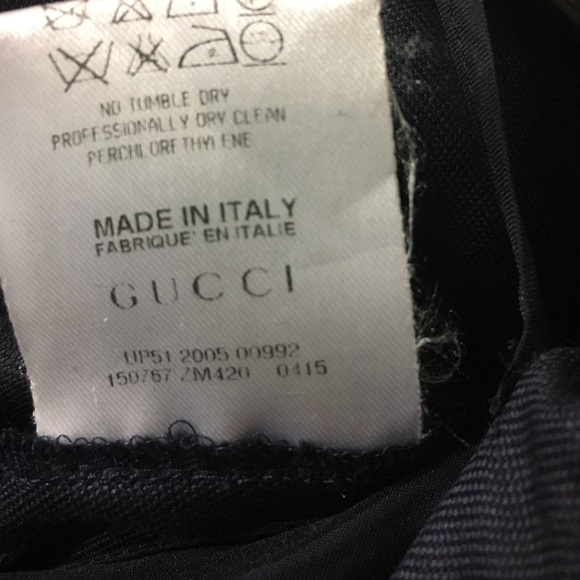 NO TUMBLE DRY
PROFESSIONALLY DRY CLEAN
PERCHLORETHYLENE
MADE IN ITALY
FABRIQUE' EN ITALIE
GUCCI
UP51 2005 00992
150767 ZM420 0415